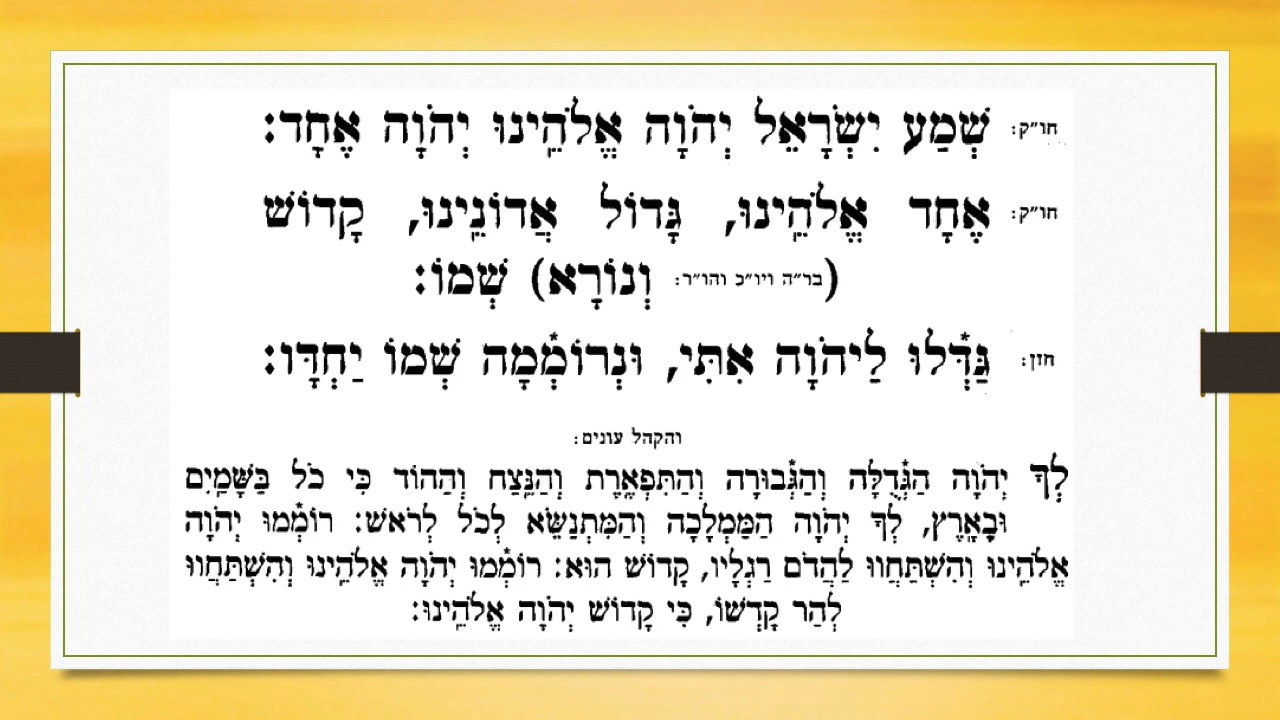 חו״ק: שְׁמַע יִשְׂרָאֵל יְהֹוָה אֱלֹהֵינוּ יְהֹוָה אֶחָד:
חו״ק: אֶחָד אֱלֹהֵינוּ, גָּדוֹל אֲדוֹנֵינוּ, קָדוֹשׁ
(בר״ה ויו״כ והו״ר: וְנוֹרָא) שְׁמוֹ:
חזן: גַּדְּלוּ לַיהֹוָה אִתִּי, וּנְרוֹמְמָה שְׁמוֹ יַחְדָּו:
והקהל עונים:
לְךָ יְהֹוָה הַגְּדֻלָּה וְהַגְּבוּרָה וְהַתִּפְאֶרֶת וְהַנֵּצַח וְהַהוֹד כִּי כֹל בַּשָּׁמַיִם
וּבָאָרֶץ, לְךָ יְהֹוָה הַמַּמְלָכָה וְהַמִּתְנַשֵּׂא לְכֹל לְרֹאשׁ: רוֹמְמוּ יְהֹוָה
אֱלֹהֵינוּ וְהִשְׁתַּחֲווּ לַהֲדֹם רַגְלָיו, קָדוֹשׁ הוּא: רוֹמְמוּ יְהֹוָה אֱלֹהֵינוּ וְהִשְׁתַּחֲווּ
לְהַר קָדְשׁוֹ, כִּי קָדוֹשׁ יְהֹוָה אֱלֹהֵינוּ: